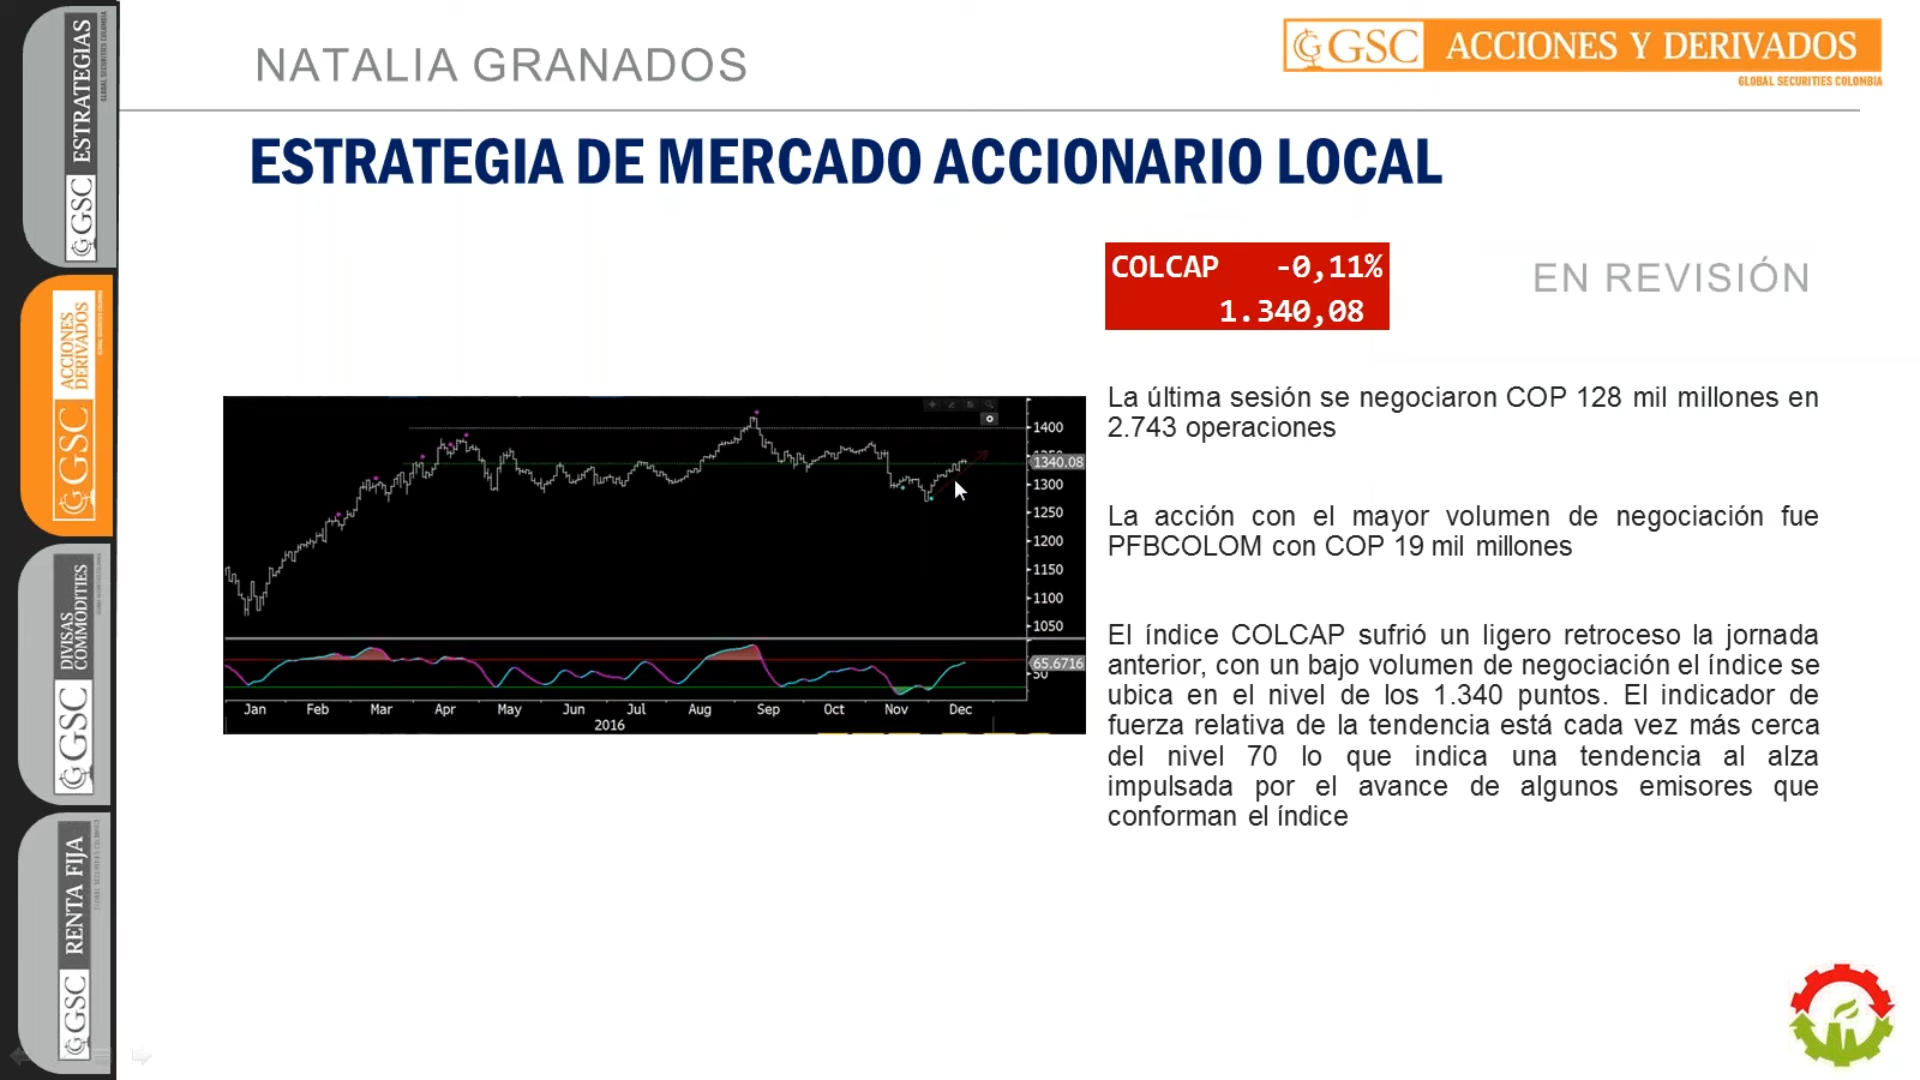 NATALIA GRANADOS
GSC ACCIONES Y DERIVADOS
GLOBAL SECURITIES COLOMBIA
ESTRATEGIA DE MERCADO ACCIONARIO LOCAL
COLCAP -0,11%
1.340,08
EN REVISIÓN
La última sesión se negociaron COP 128 mil millones en
2.743 operaciones
La acción con el mayor volumen de negociación fue
PFBCOLOM con COP 19 mil millones
El índice COLCAP sufrió un ligero retroceso la jornada
anterior, con un bajo volumen de negociación el índice se
ubica en el nivel de los 1.340 puntos. El indicador de
fuerza relativa de la tendencia está cada vez más cerca
del nivel 70 lo que indica una tendencia al alza
impulsada por el avance de algunos emisores que
conforman el índice
1400
1340.08
1300
1250
1200
1150
1100
1050
65.6716
50
Jan Feb Mar Apr May Jun Jul Aug Sep Oct Nov Dec
2016
GSC ESTRATEGIAS
GSC ACCIONES
DERIVADOS
GSC DIVISAS
COMMODITIES
GSC RENTA FIJA